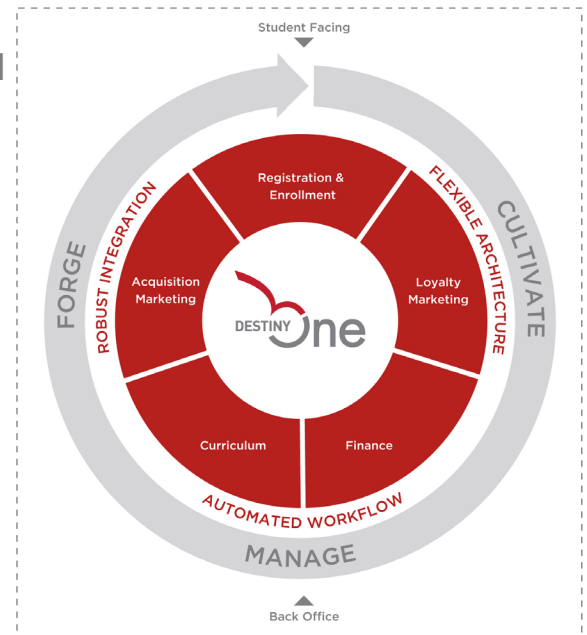 Student Facing
Registration &
Enrollment
ROBUST INTEGRATION
FLEXIBLE ARCHITECTURE
FORGE
CULTIVATE
Acquisition
Marketing
Loyalty
Marketing
DESTINY One
Curriculum
Finance
AUTOMATED WORKFLOW
MANAGE
Back Office